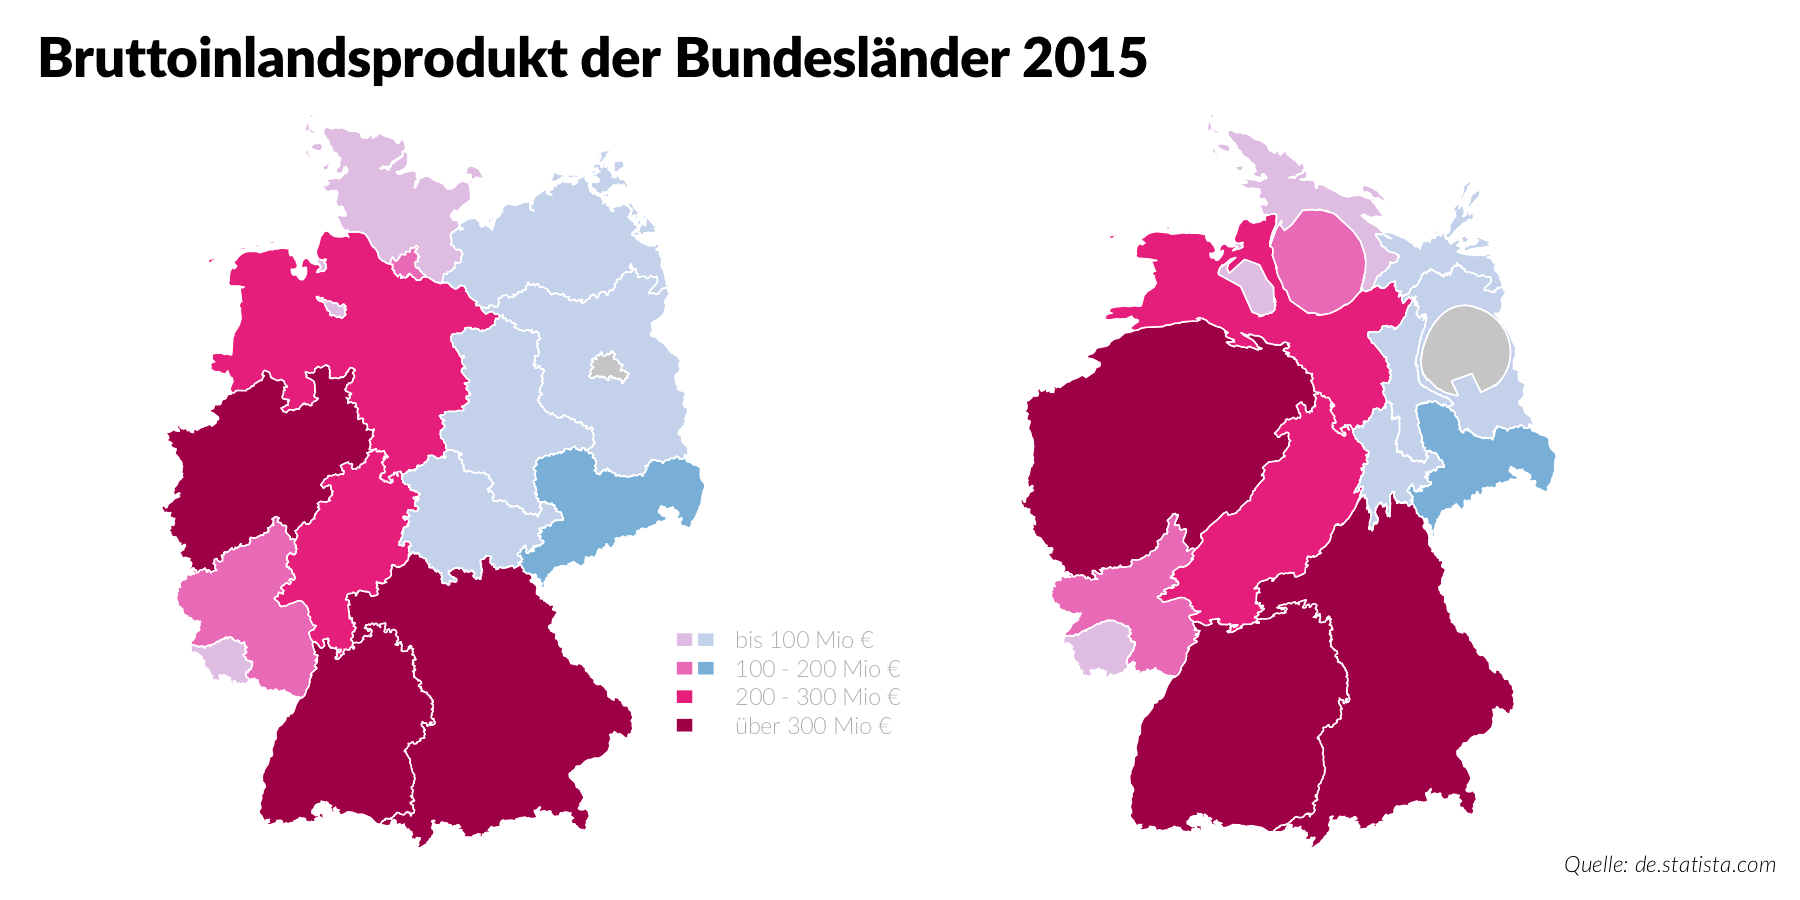 Bruttoinlandsprodukt der Bundesländer 2015
bis 100 Mio €
100 - 200 Mio €
200 - 300 Mio €
über 300 Mio €
Quelle: de.statista.com